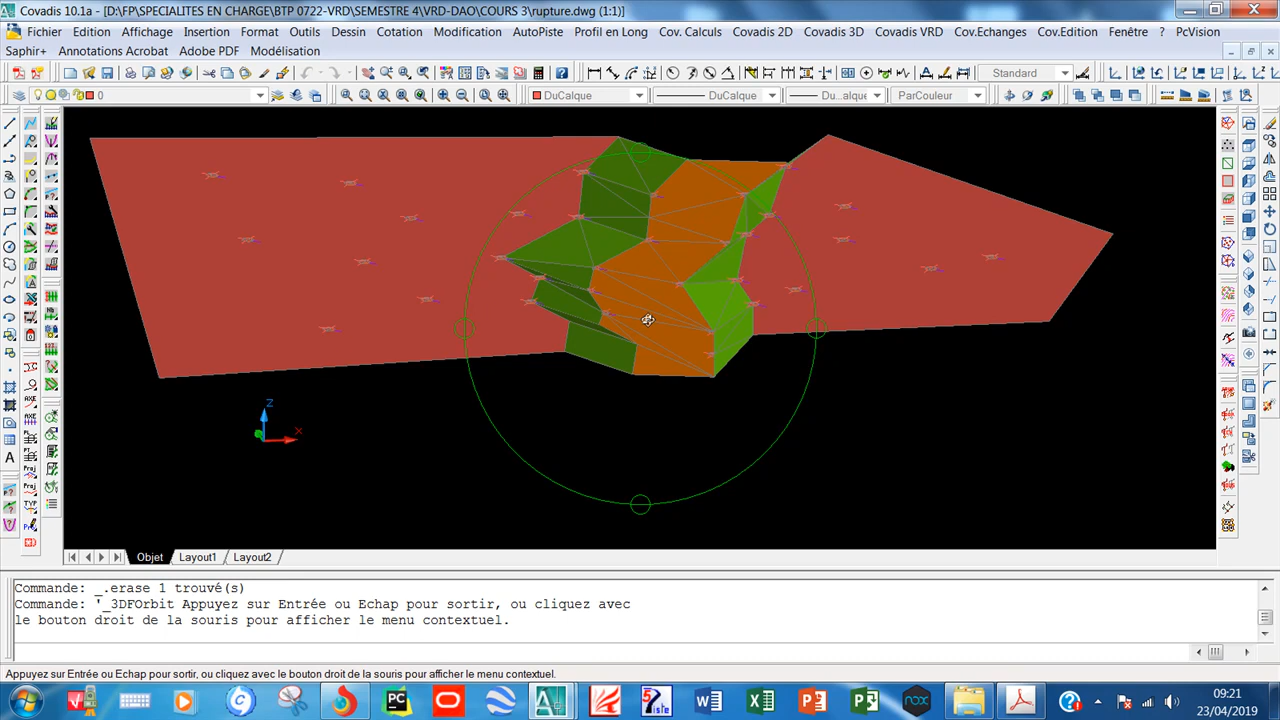 Covadis 10.1a - [D:\FP\SPECIALITES EN CHARGE\BTP 0722-VRD\SEMESTRE 4\VRD-DAO\COURS 3\rupture.dwg (1:1)]
Fichier Edition Affichage Insertion Format Outils Dessin Cotation Modification AutoPiste Profil en Long Cov. Calculs Covadis 2D Covadis 3D Covadis VRD Cov.Echanges Cov.Edition Fenêtre ? PcVision
Saphir+ Annotations Acrobat Adobe PDF Modélisation
Standard
0 DuCalque DuCalque Du...alque ParCouleur
Z
X
Objet Layout1 Layout2
Commande: _.erase 1 trouvé(s)
Commande: '_3DFOrbit Appuyez sur Entrée ou Echap pour sortir, ou cliquez avec
le bouton droit de la souris pour afficher le menu contextuel.
Appuyez sur Entrée ou Echap pour sortir, ou cliquez avec le bouton droit de la souris pour afficher le menu contextuel.
09:21
23/04/2019